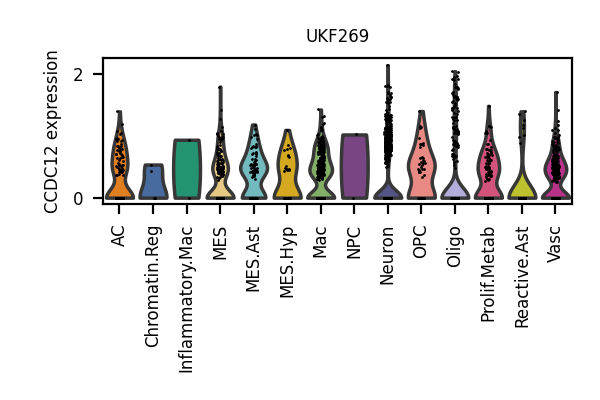 UKF269
CCDC12 expression
2
0
AC
Chromatin.Reg
Inflammatory.Mac
MES
MES.Ast
MES.Hyp
Mac
NPC
Neuron
OPC
Oligo
Prolif.Metab
Reactive.Ast
Vasc